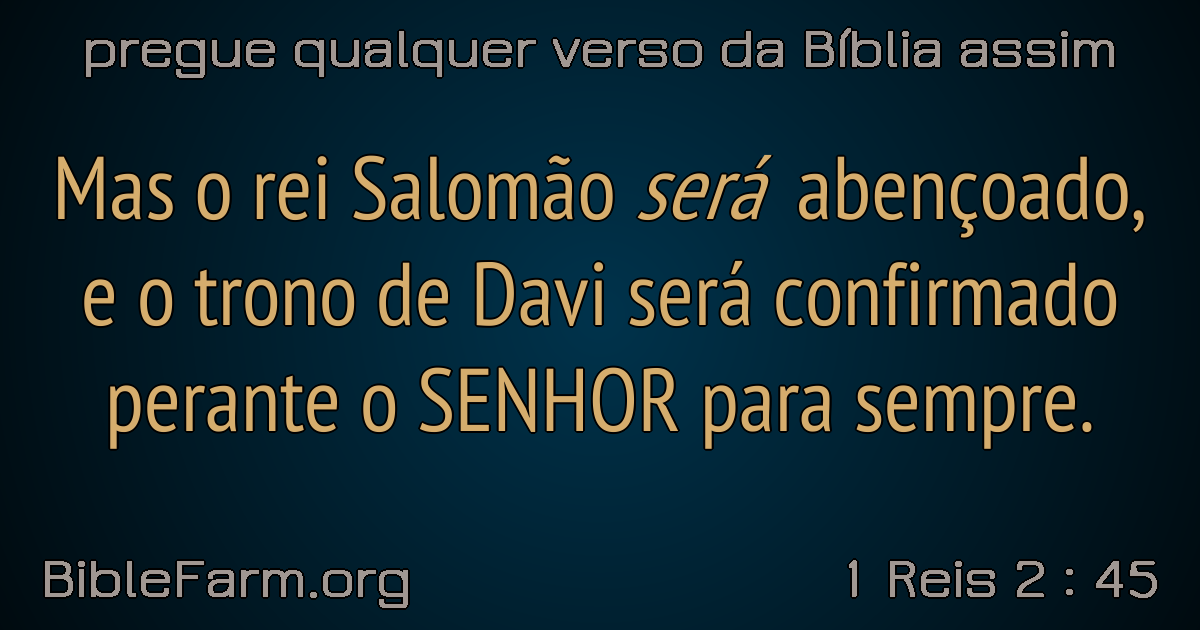 pregue qualquer verso da Bíblia assim
Mas o rei Salomão será abençoado,
e o trono de Davi será confirmado
perante o SENHOR para sempre.
BibleFarm.org
1 Reis 2 : 45